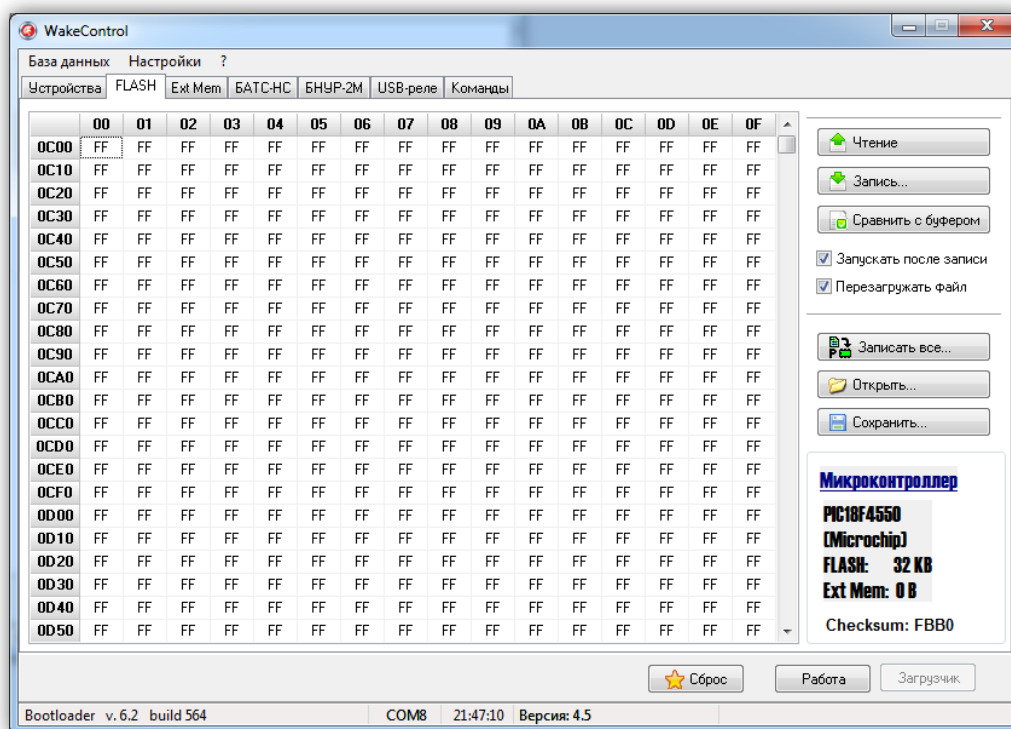 WakeControl
База данных Настройки ?
Устройства FLASH Ext Mem БАТС-НС БНУР-2М USB-реле Команды
00 01 02 03 04 05 06 07 08 09 0A 0B 0C 0D 0E 0F
0C00 FF FF FF FF FF FF FF FF FF FF FF FF FF FF FF FF
0C10 FF FF FF FF FF FF FF FF FF FF FF FF FF FF FF FF
0C20 FF FF FF FF FF FF FF FF FF FF FF FF FF FF FF FF
0C30 FF FF FF FF FF FF FF FF FF FF FF FF FF FF FF FF
0C40 FF FF FF FF FF FF FF FF FF FF FF FF FF FF FF FF
0C50 FF FF FF FF FF FF FF FF FF FF FF FF FF FF FF FF
0C60 FF FF FF FF FF FF FF FF FF FF FF FF FF FF FF FF
0C70 FF FF FF FF FF FF FF FF FF FF FF FF FF FF FF FF
0C80 FF FF FF FF FF FF FF FF FF FF FF FF FF FF FF FF
0C90 FF FF FF FF FF FF FF FF FF FF FF FF FF FF FF FF
0CA0 FF FF FF FF FF FF FF FF FF FF FF FF FF FF FF FF
0CB0 FF FF FF FF FF FF FF FF FF FF FF FF FF FF FF FF
0CC0 FF FF FF FF FF FF FF FF FF FF FF FF FF FF FF FF
0CD0 FF FF FF FF FF FF FF FF FF FF FF FF FF FF FF FF
0CE0 FF FF FF FF FF FF FF FF FF FF FF FF FF FF FF FF
0CF0 FF FF FF FF FF FF FF FF FF FF FF FF FF FF FF FF
0D00 FF FF FF FF FF FF FF FF FF FF FF FF FF FF FF FF
0D10 FF FF FF FF FF FF FF FF FF FF FF FF FF FF FF FF
0D20 FF FF FF FF FF FF FF FF FF FF FF FF FF FF FF FF
0D30 FF FF FF FF FF FF FF FF FF FF FF FF FF FF FF FF
0D40 FF FF FF FF FF FF FF FF FF FF FF FF FF FF FF FF
0D50 FF FF FF FF FF FF FF FF FF FF FF FF FF FF FF FF
Чтение
Запись...
Сравнить с буфером
Запускать после записи
Перезагружать файл
Записать все...
Открыть...
Сохранить...
Микроконтроллер
PIC18F4550
(Microchip)
FLASH: 32 KB
Ext Mem: 0 B
Checksum: FBB0
Сброс Работа Загрузчик
Bootloader v. 6.2 build 564 COM8 21:47:10 Версия: 4.5